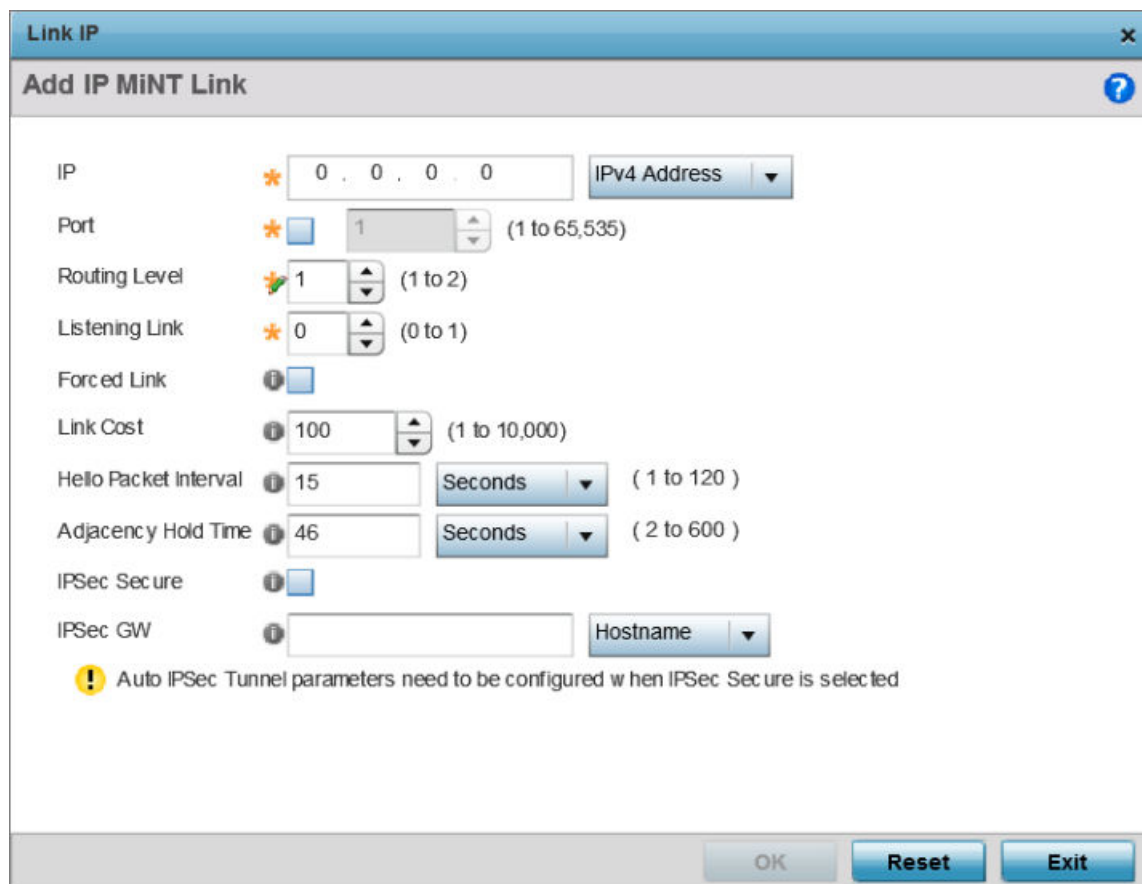 Link IP ×
Add IP MiNT Link ?
IP * 0 . 0 . 0 . 0 IPv4 Address
Port * 1 (1 to 65,535)
Routing Level * 1 (1 to 2)
Listening Link * 0 (0 to 1)
Forced Link i
Link Cost i 100 (1 to 10,000)
Hello Packet Interval i 15 Seconds ( 1 to 120 )
Adjacency Hold Time i 46 Seconds ( 2 to 600 )
IPSec Secure i
IPSec GW i Hostname
! Auto IPSec Tunnel parameters need to be configured when IPSec Secure is selected
OK Reset Exit